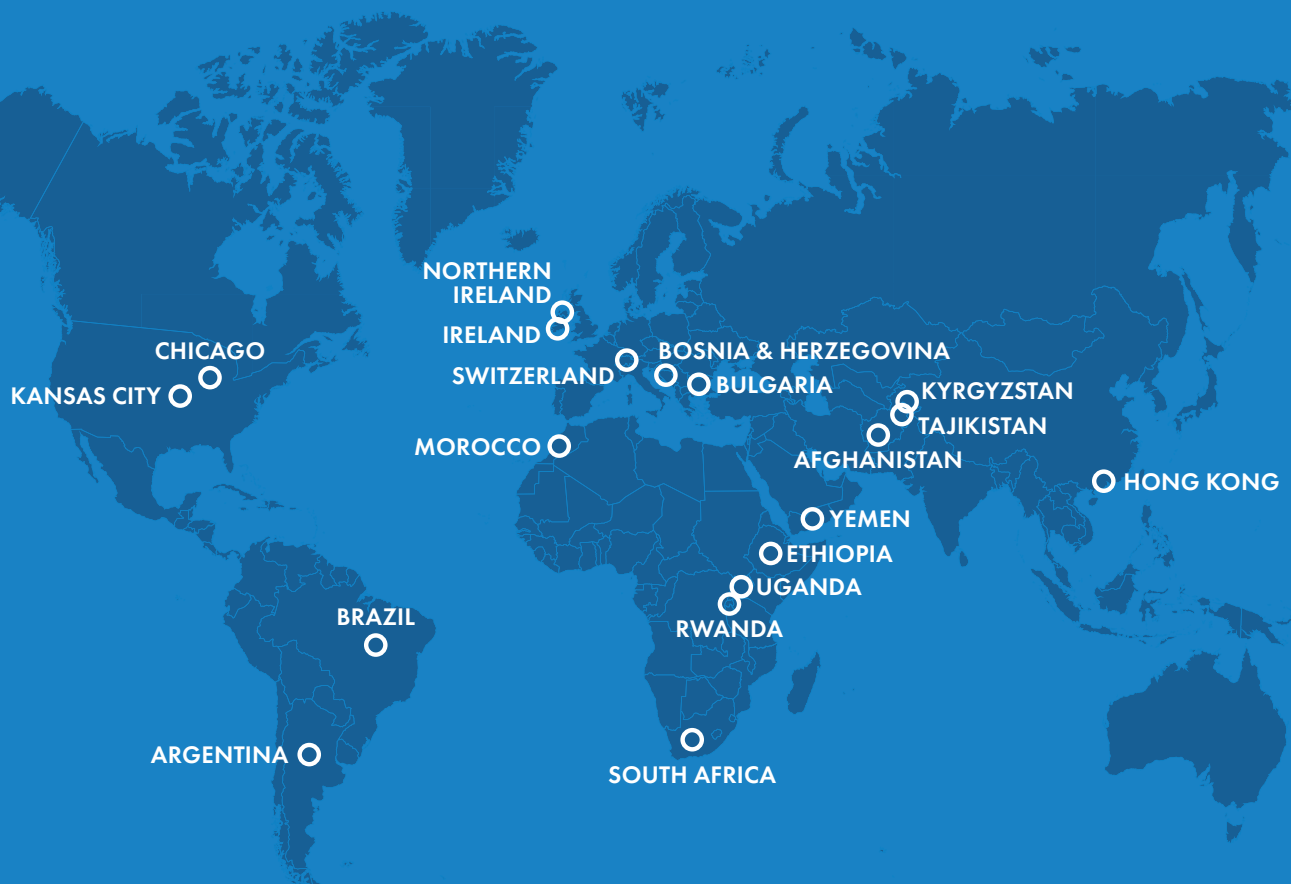 NORTHERN
IRELAND
IRELAND
CHICAGO
KANSAS CITY
SWITZERLAND
BOSNIA & HERZEGOVINA
BULGARIA
KYRGYZSTAN
TAJIKISTAN
AFGHANISTAN
MOROCCO
HONG KONG
YEMEN
ETHIOPIA
UGANDA
RWANDA
BRAZIL
ARGENTINA
SOUTH AFRICA